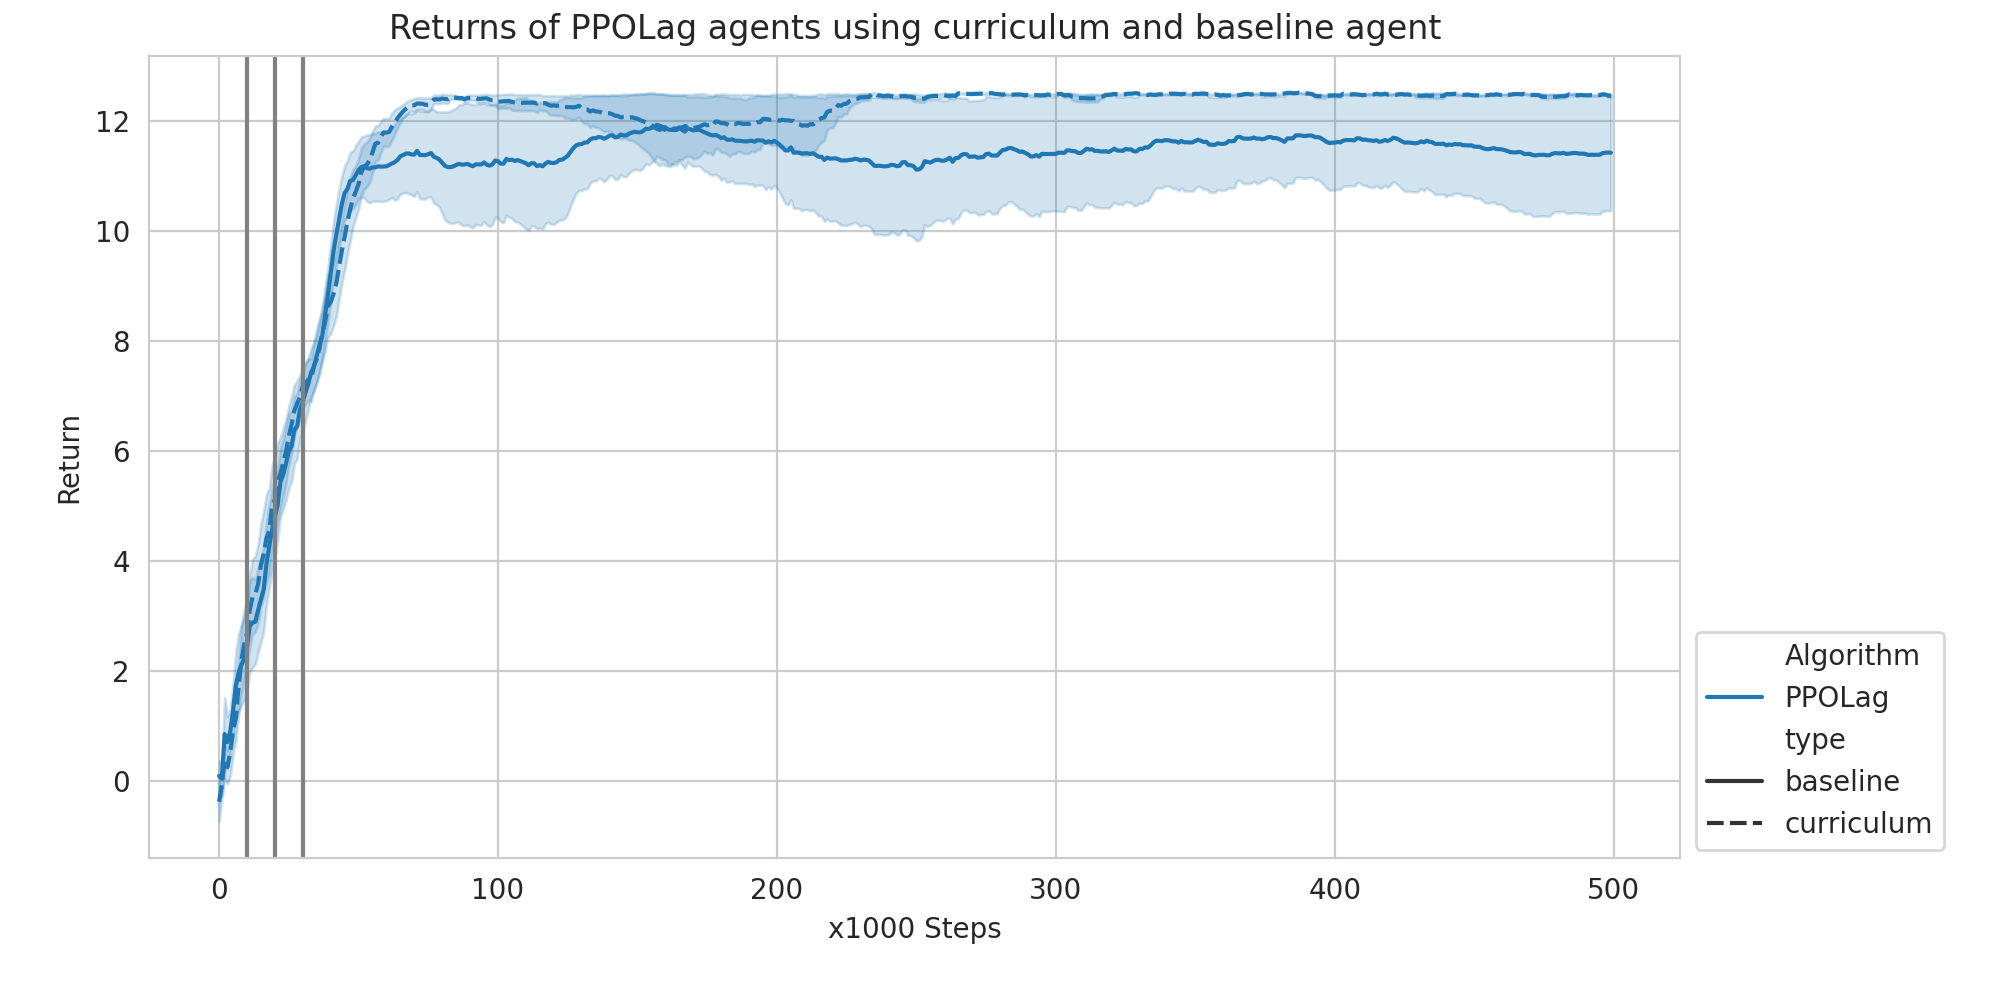 Returns of PPOLag agents using curriculum and baseline agent
12
10
8
6
4
2
0
Return
0 100 200 300 400 500
x1000 Steps
Algorithm
PPOLag
type
baseline
curriculum